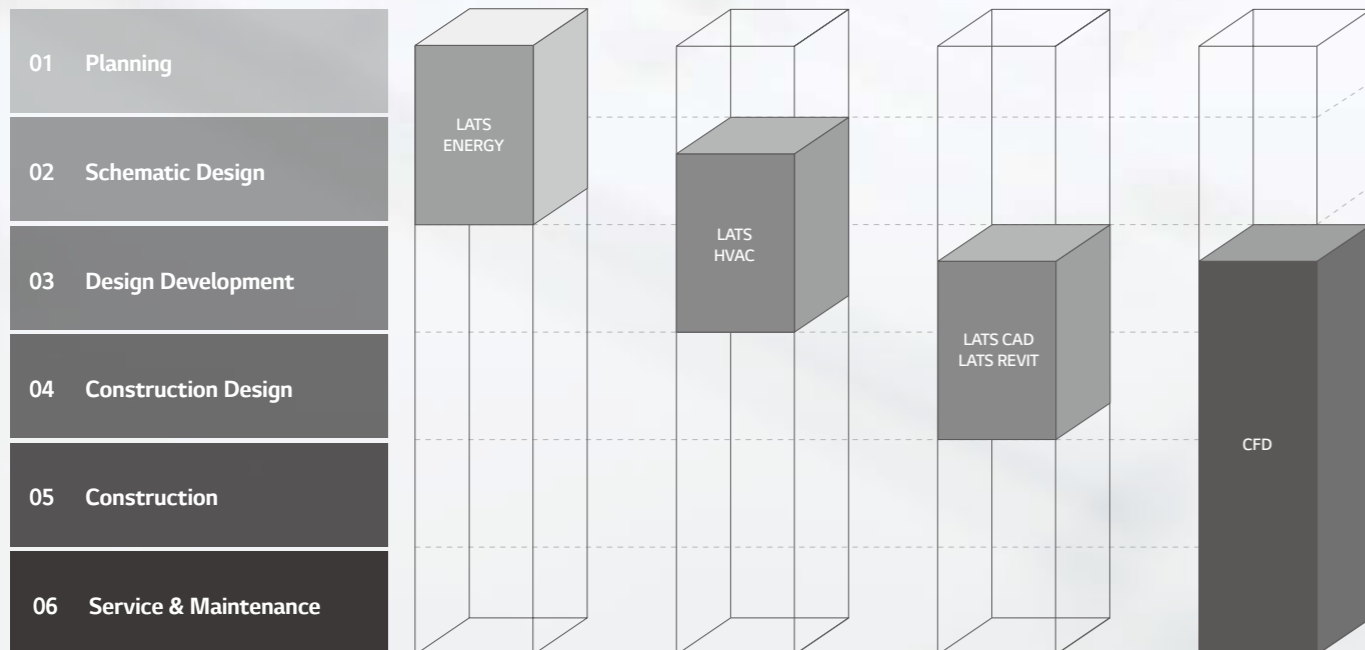 01 Planning
02 Schematic Design
03 Design Development
04 Construction Design
05 Construction
06 Service & Maintenance
LATS
ENERGY
LATS
HVAC
LATS CAD
LATS REVIT
CFD